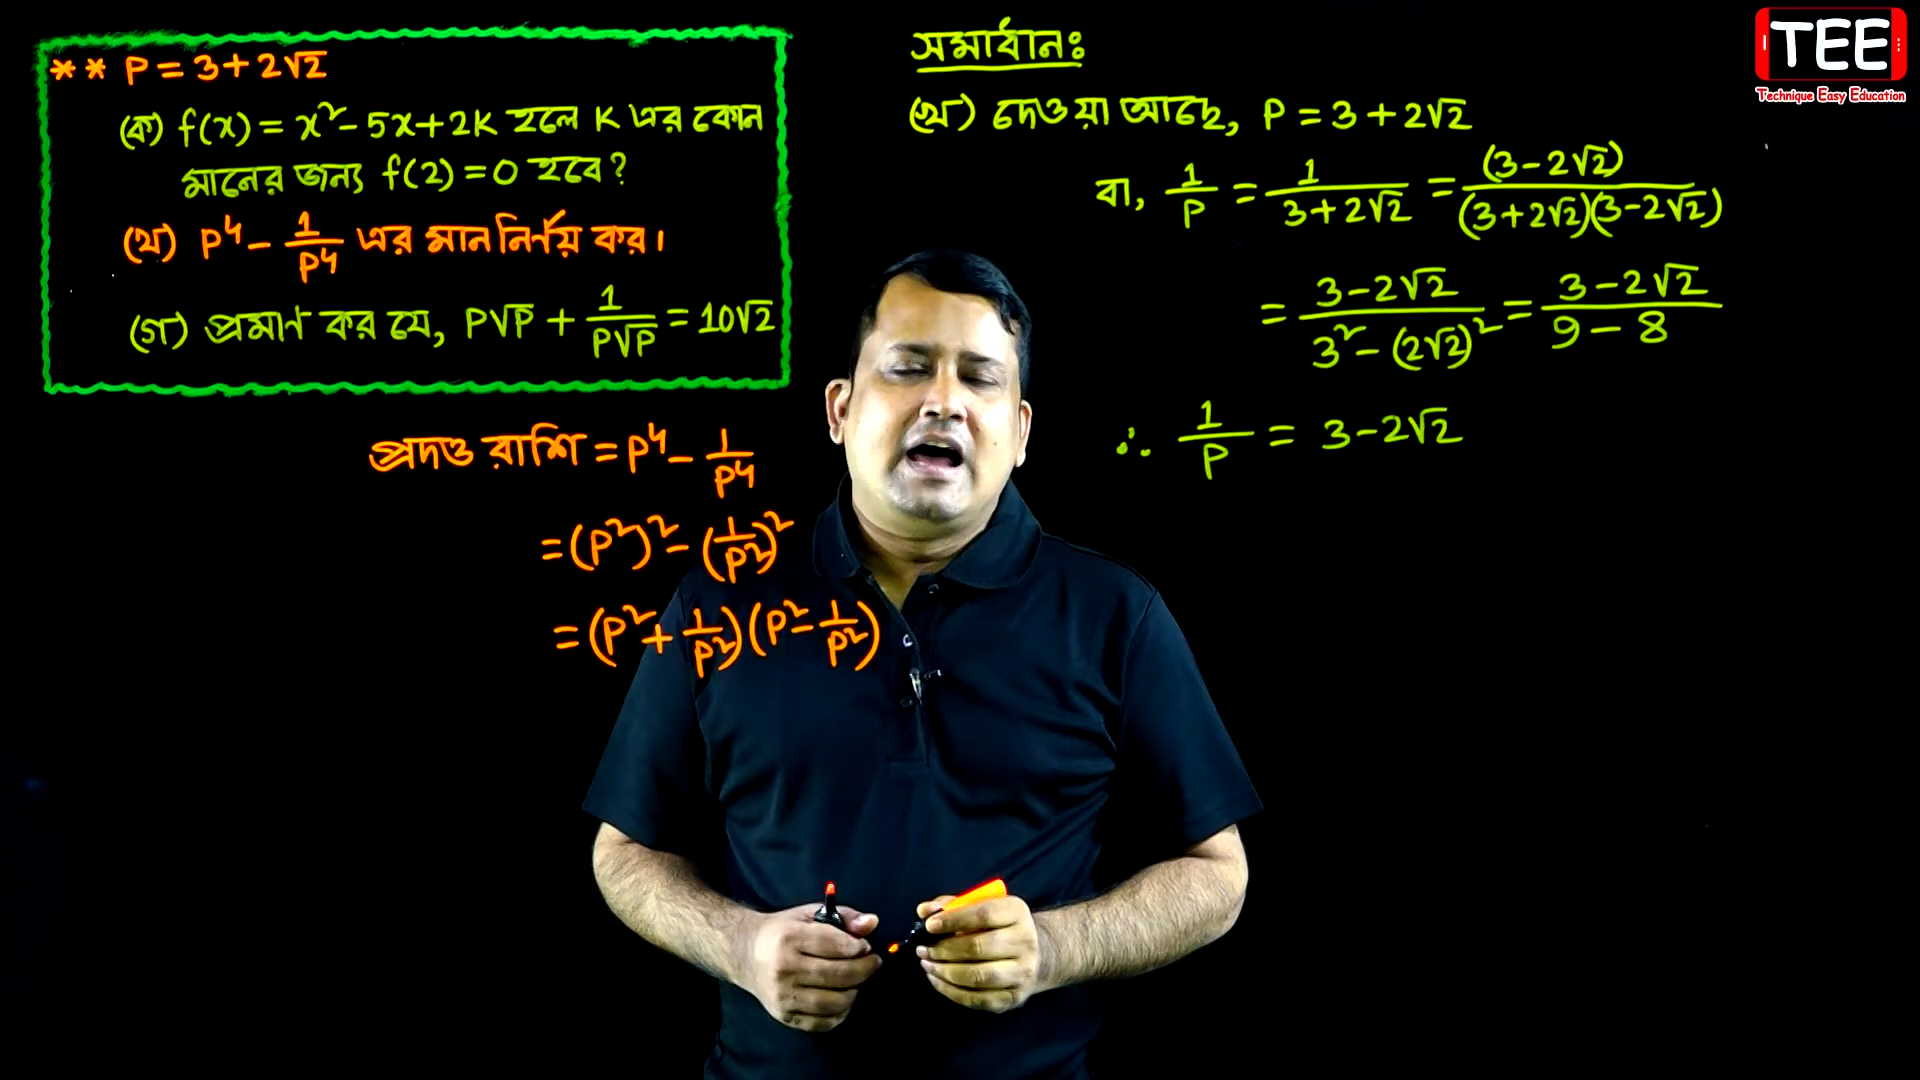 ** P = 3 + 2√2
(ক) f(x) = x² - 5x + 2K হলে K এর কোন
মানের জন্য f(2) = 0 হবে?
(খ) P⁴ - 1/P⁴ এর মান নির্ণয় কর।
(গ) প্রমাণ কর যে, P√P + 1/P√P = 10√2
প্রদত্ত রাশি = P⁴ - 1/P⁴
= (P²)² - (1/P²)²
= (P² + 1/P²)(P² - 1/P²)
সমাধানঃ
(খ) দেওয়া আছে, P = 3 + 2√2
বা, 1/P = 1/(3 + 2√2) = (3 - 2√2)/(3 + 2√2)(3 - 2√2)
= (3 - 2√2)/(3² - (2√2)²) = (3 - 2√2)/(9 - 8)
∴ 1/P = 3 - 2√2
TEE
Technique Easy Education